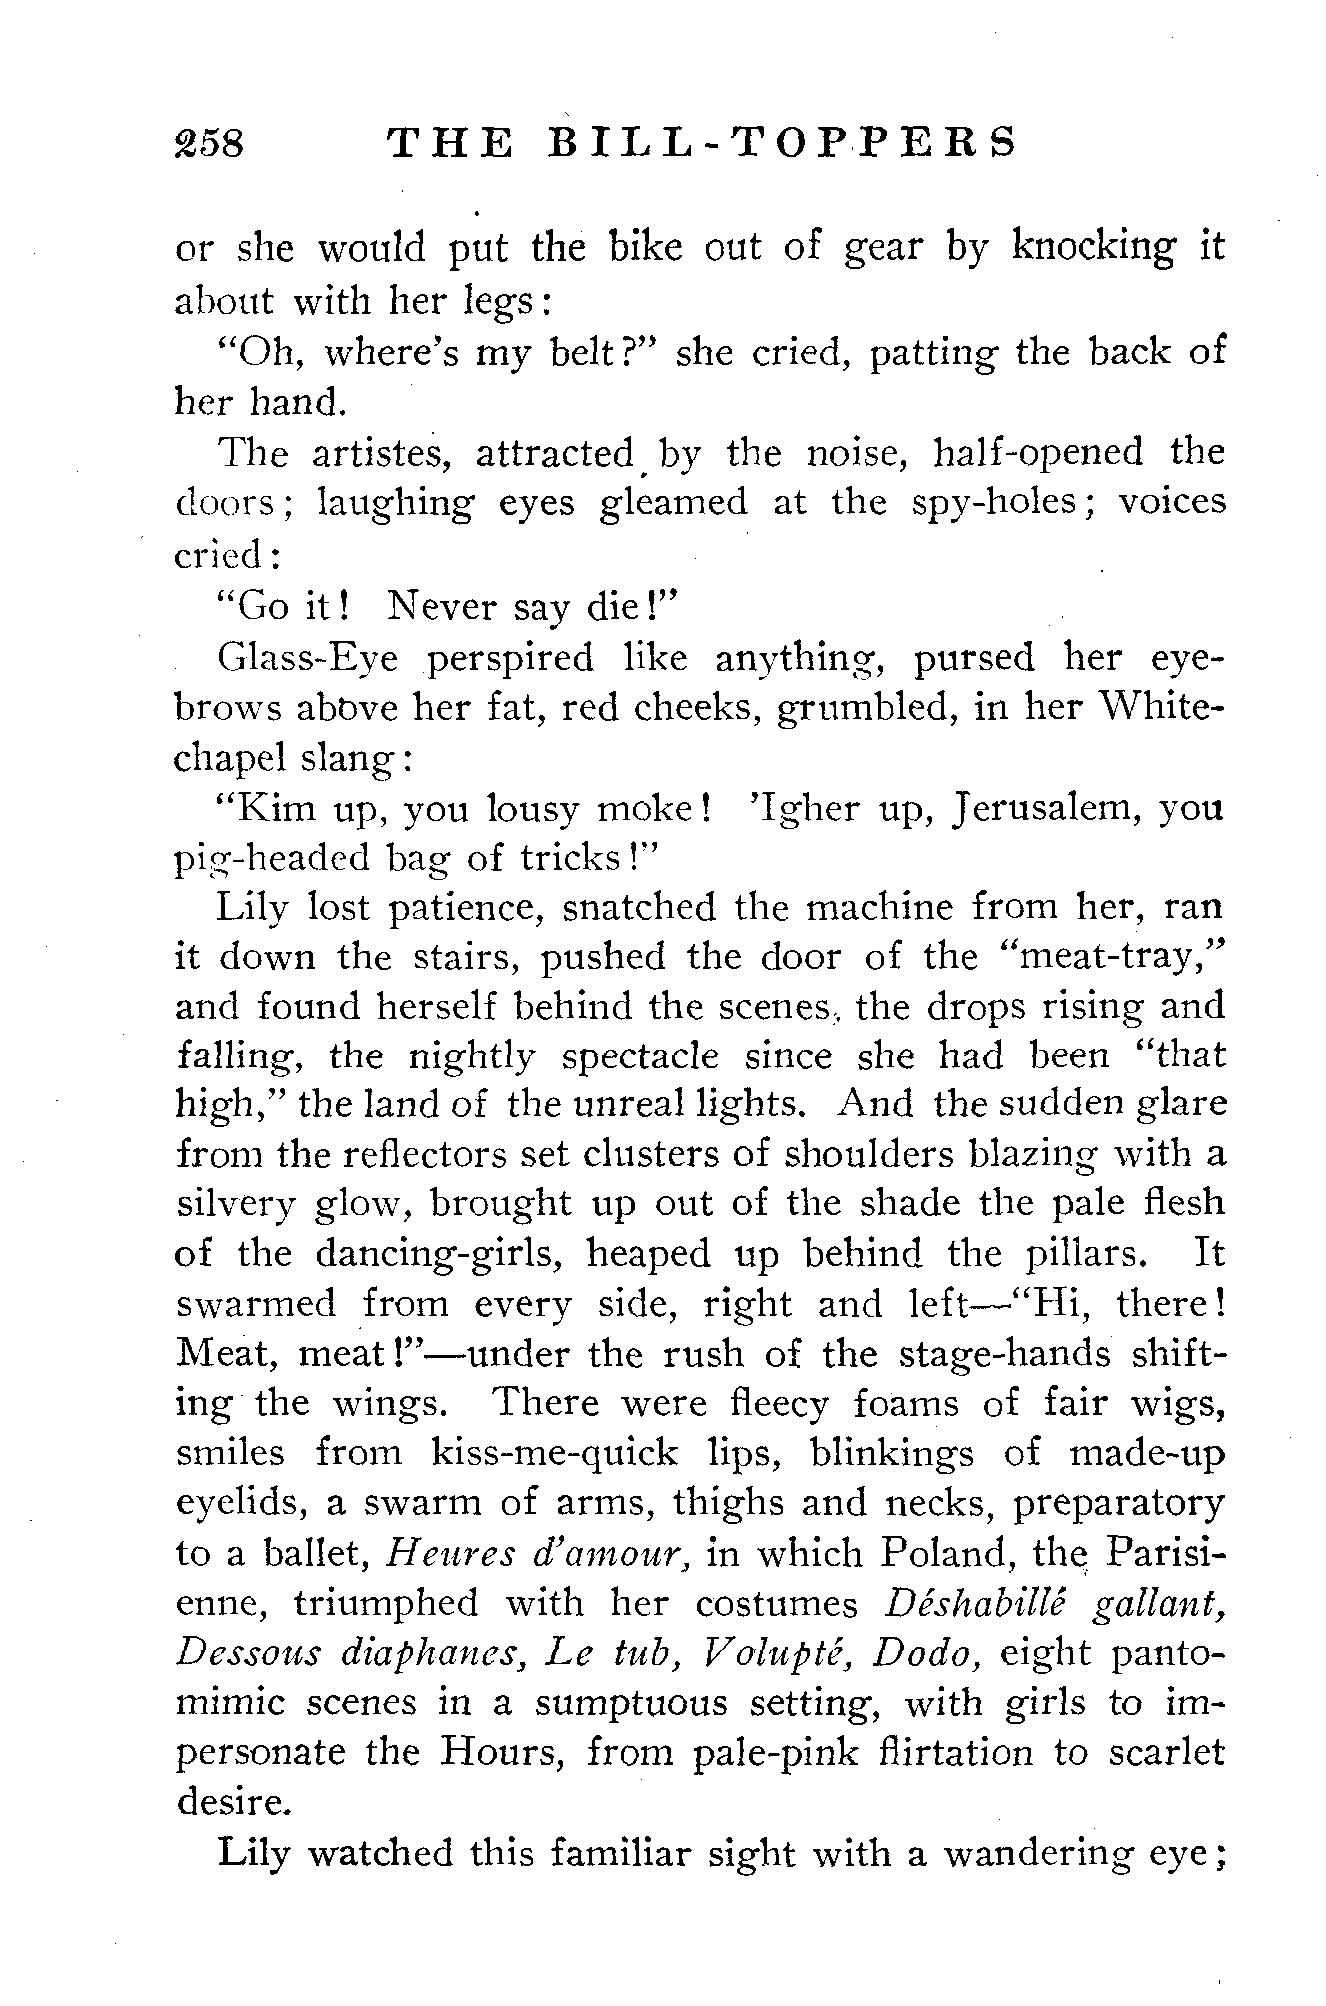 258 THE BILL-TOPPERS
or she would put the bike out of gear by knocking it
about with her legs:
"Oh, where's my belt?" she cried, patting the back of
her hand.
The artistes, attracted by the noise, half-opened the
doors; laughing eyes gleamed at the spy-holes; voices
cried:
"Go it! Never say die!"
Glass-Eye perspired like anything, pursed her eye-
brows above her fat, red cheeks, grumbled, in her White-
chapel slang:
"Kim up, you lousy moke! 'Igher up, Jerusalem, you
pig-headed bag of tricks!"
Lily lost patience, snatched the machine from her, ran
it down the stairs, pushed the door of the "meat-tray,"
and found herself behind the scenes, the drops rising and
falling, the nightly spectacle since she had been "that
high," the land of the unreal lights. And the sudden glare
from the reflectors set clusters of shoulders blazing with a
silvery glow, brought up out of the shade the pale flesh
of the dancing-girls, heaped up behind the pillars. It
swarmed from every side, right and left—"Hi, there!
Meat, meat!"—under the rush of the stage-hands shift-
ing the wings. There were fleecy foams of fair wigs,
smiles from kiss-me-quick lips, blinkings of made-up
eyelids, a swarm of arms, thighs and necks, preparatory
to a ballet, Heures d'amour, in which Poland, the Parisi-
enne, triumphed with her costumes Déshabillé gallant,
Dessous diaphanes, Le tub, Volupté, Dodo, eight panto-
mimic scenes in a sumptuous setting, with girls to im-
personate the Hours, from pale-pink flirtation to scarlet
desire.
Lily watched this familiar sight with a wandering eye;